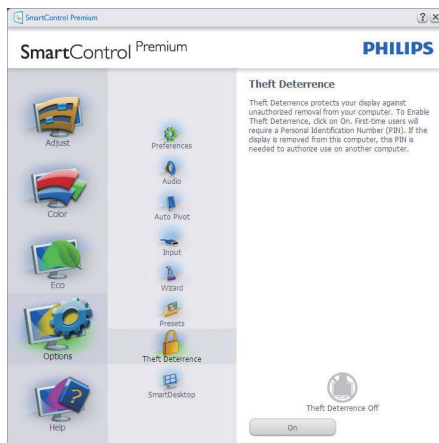 SmartControl Premium
SmartControl Premium
PHILIPS
Adjust
Color
Eco
Options
Help
Preferences
Audio
Auto Pivot
Input
Wizard
Presets
Theft Deterrence
SmartDesktop
Theft Deterrence
Theft Deterrence protects your display against
unauthorized removal from your computer. To Enable
Theft Deterrence, click on On. First-time users will
require a Personal Identification Number (PIN). If the
display is removed from this computer, this PIN is
needed to authorize use on another computer.
Theft Deterrence Off
On